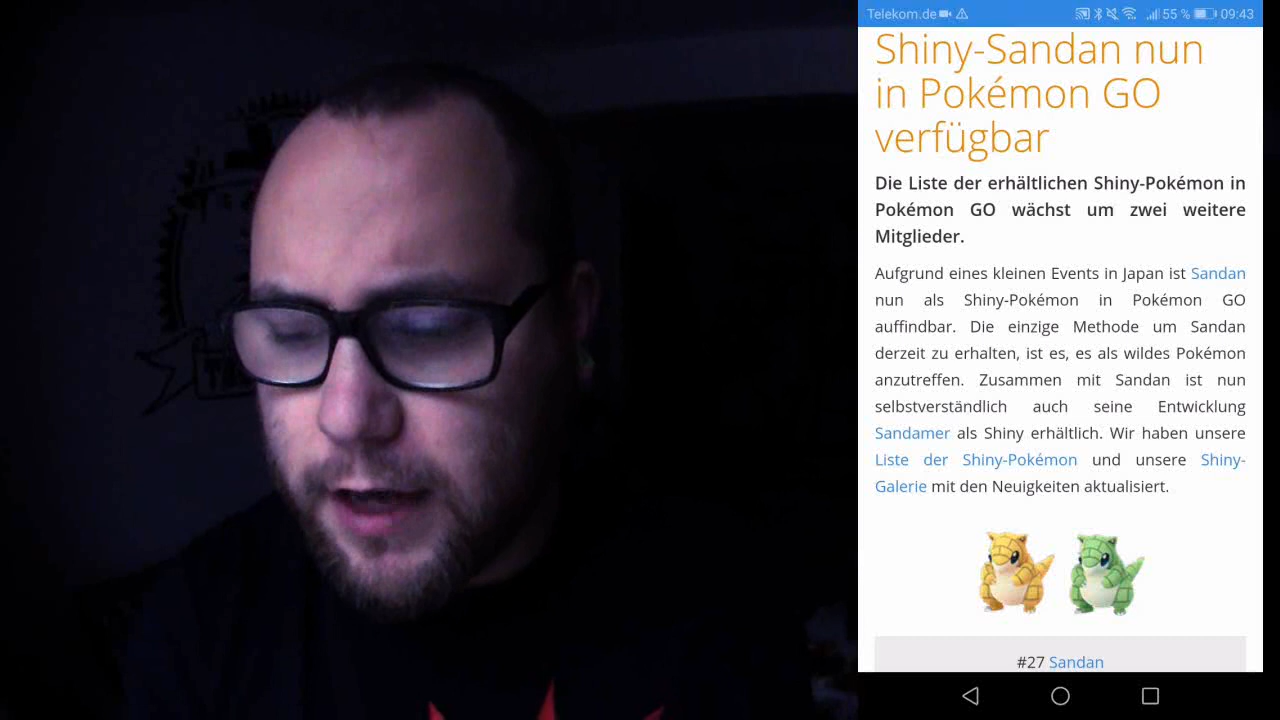 Telekom.de
55 %
09:43
Shiny-Sandan nun
in Pokémon GO
verfügbar
Die Liste der erhältlichen Shiny-Pokémon in
Pokémon GO wächst um zwei weitere
Mitglieder.
Aufgrund eines kleinen Events in Japan ist Sandan
nun als Shiny-Pokémon in Pokémon GO
auffindbar. Die einzige Methode um Sandan
derzeit zu erhalten, ist es, es als wildes Pokémon
anzutreffen. Zusammen mit Sandan ist nun
selbstverständlich auch seine Entwicklung
Sandamer als Shiny erhältlich. Wir haben unsere
Liste der Shiny-Pokémon und unsere Shiny-
Galerie mit den Neuigkeiten aktualisiert.
#27 Sandan